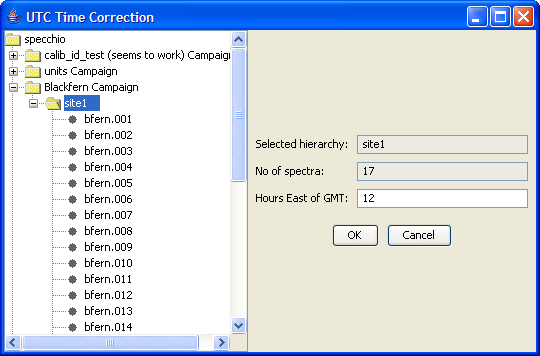 UTC Time Correction
specchio
calib_id_test (seems to work) Campaign
units Campaign
Blackfern Campaign
site1
bfern.001
bfern.002
bfern.003
bfern.004
bfern.005
bfern.006
bfern.007
bfern.008
bfern.009
bfern.010
bfern.011
bfern.012
bfern.013
bfern.014
Selected hierarchy: site1
No of spectra: 17
Hours East of GMT: 12
OK Cancel